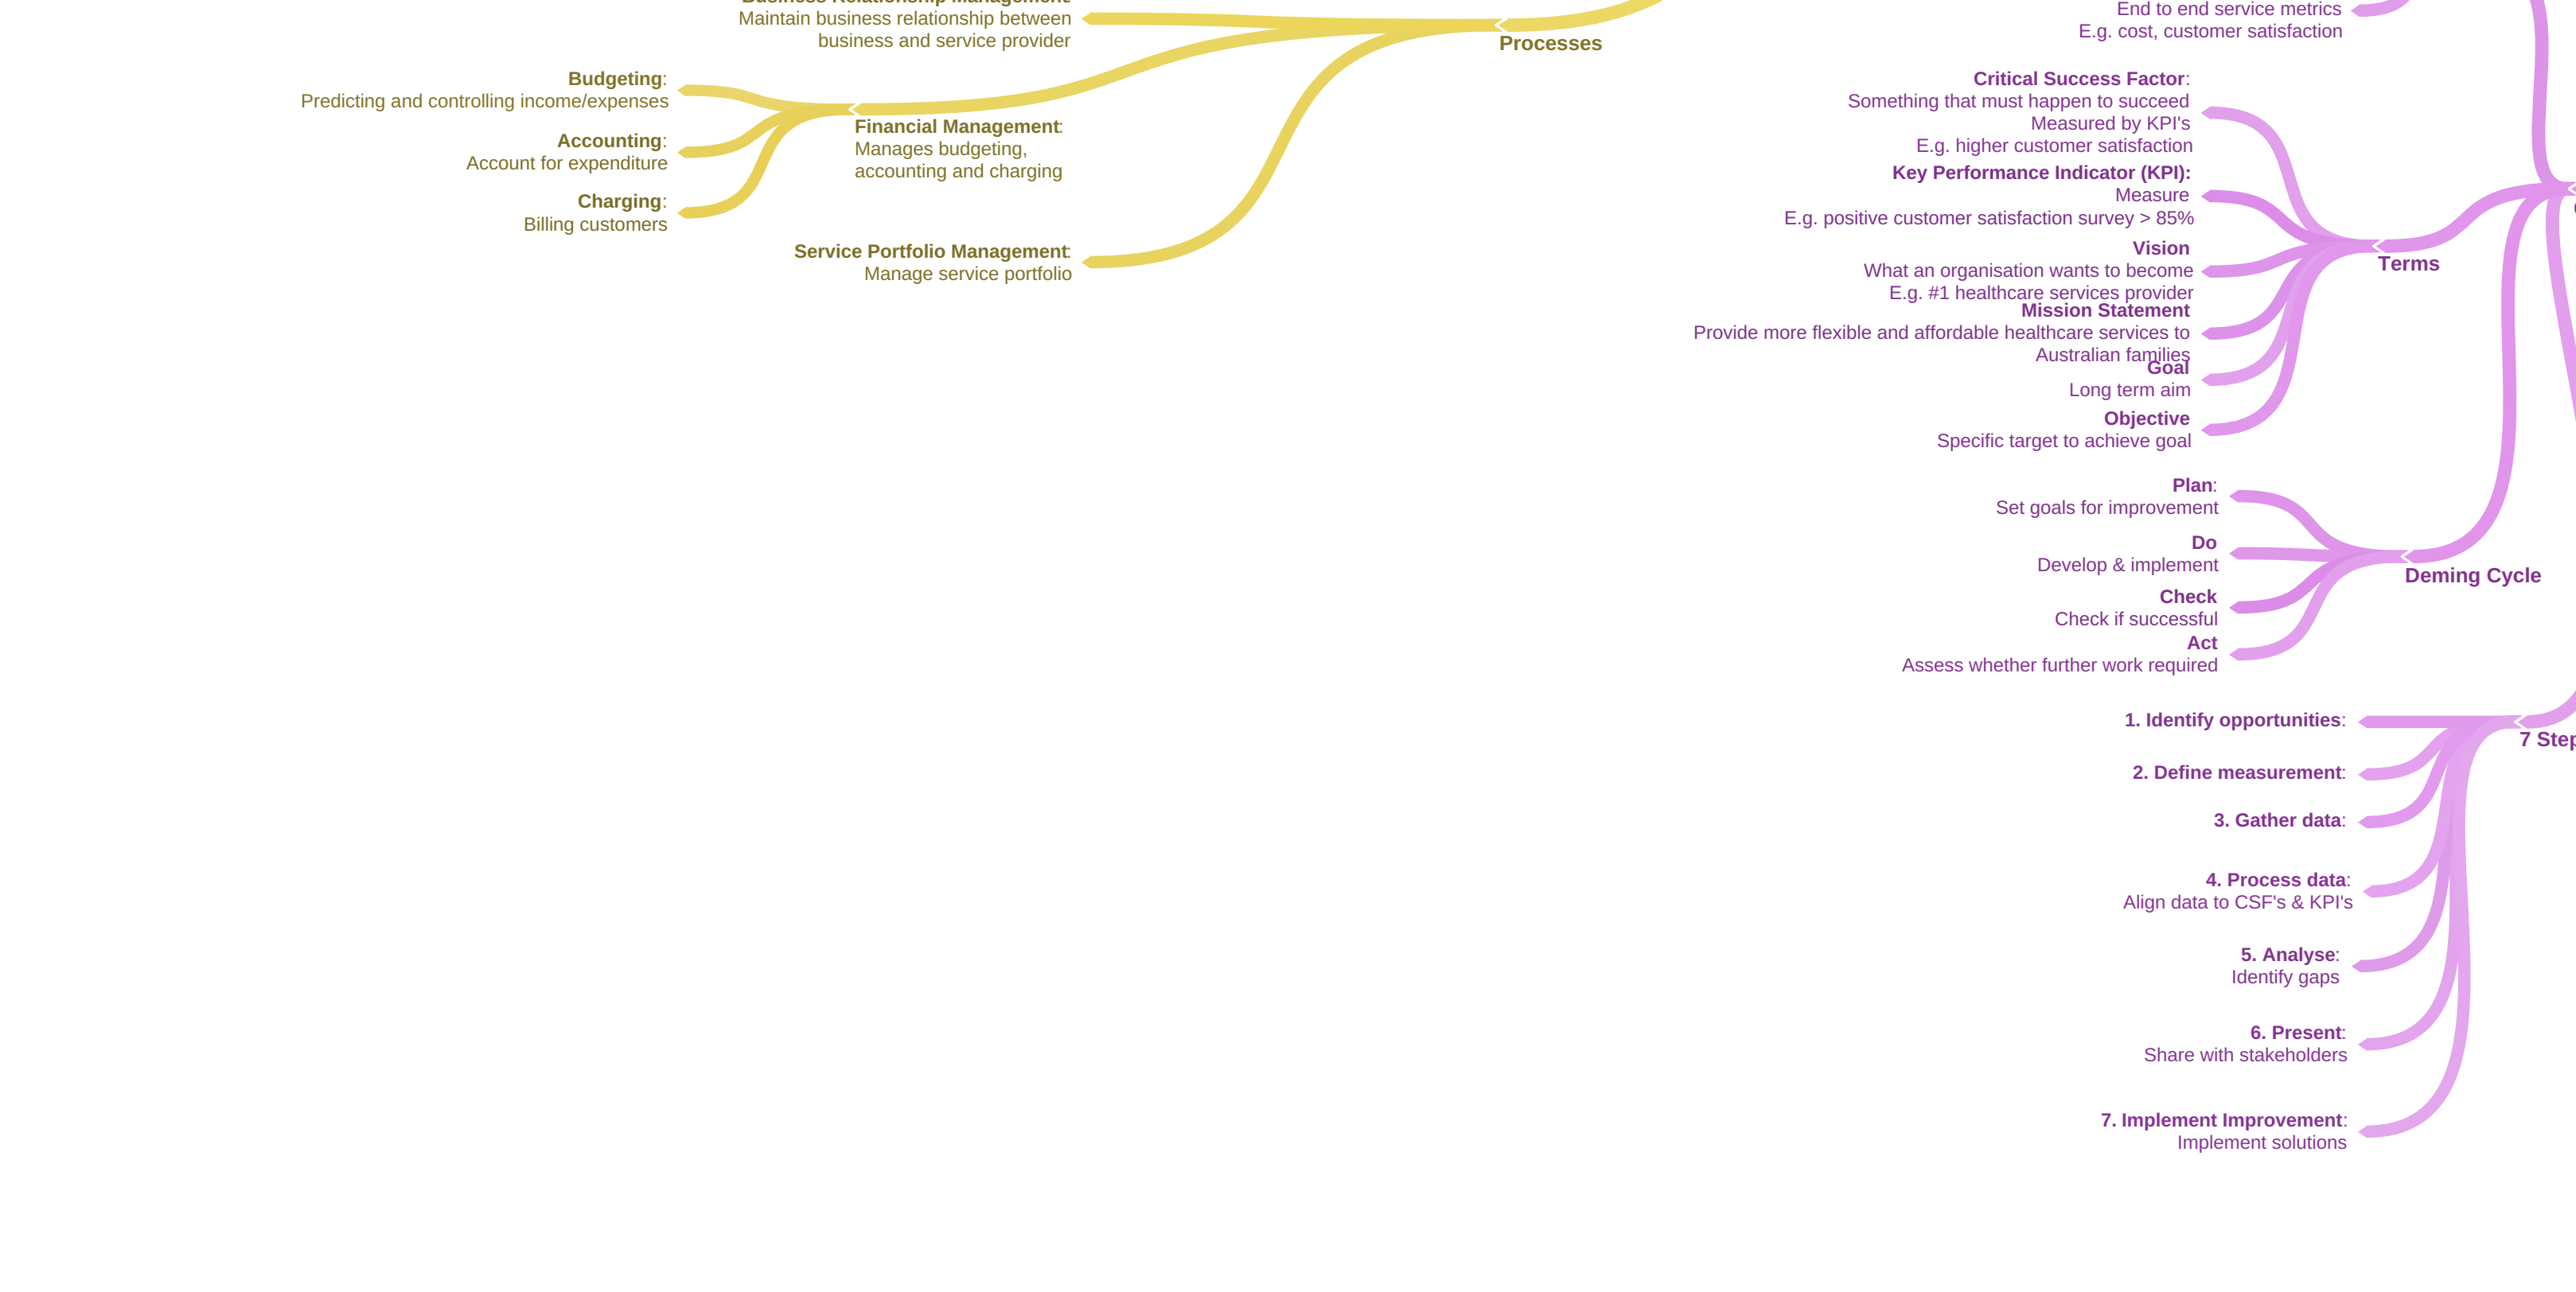 Business Relationship Management
Maintain business relationship between
business and service provider
Processes
Budgeting:
Predicting and controlling income/expenses
Accounting:
Account for expenditure
Charging:
Billing customers
Financial Management:
Manages budgeting,
accounting and charging
Service Portfolio Management:
Manage service portfolio
End to end service metrics
E.g. cost, customer satisfaction
Critical Success Factor:
Something that must happen to succeed
Measured by KPI's
E.g. higher customer satisfaction
Key Performance Indicator (KPI):
Measure
E.g. positive customer satisfaction survey > 85%
Vision
What an organisation wants to become
E.g. #1 healthcare services provider
Mission Statement
Provide more flexible and affordable healthcare services to
Australian families
Goal
Long term aim
Objective
Specific target to achieve goal
Terms
Plan:
Set goals for improvement
Do
Develop & implement
Check
Check if successful
Act
Assess whether further work required
Deming Cycle
1. Identify opportunities:
2. Define measurement:
3. Gather data:
4. Process data:
Align data to CSF's & KPI's
5. Analyse:
Identify gaps
6. Present:
Share with stakeholders
7. Implement Improvement:
Implement solutions
7 Step